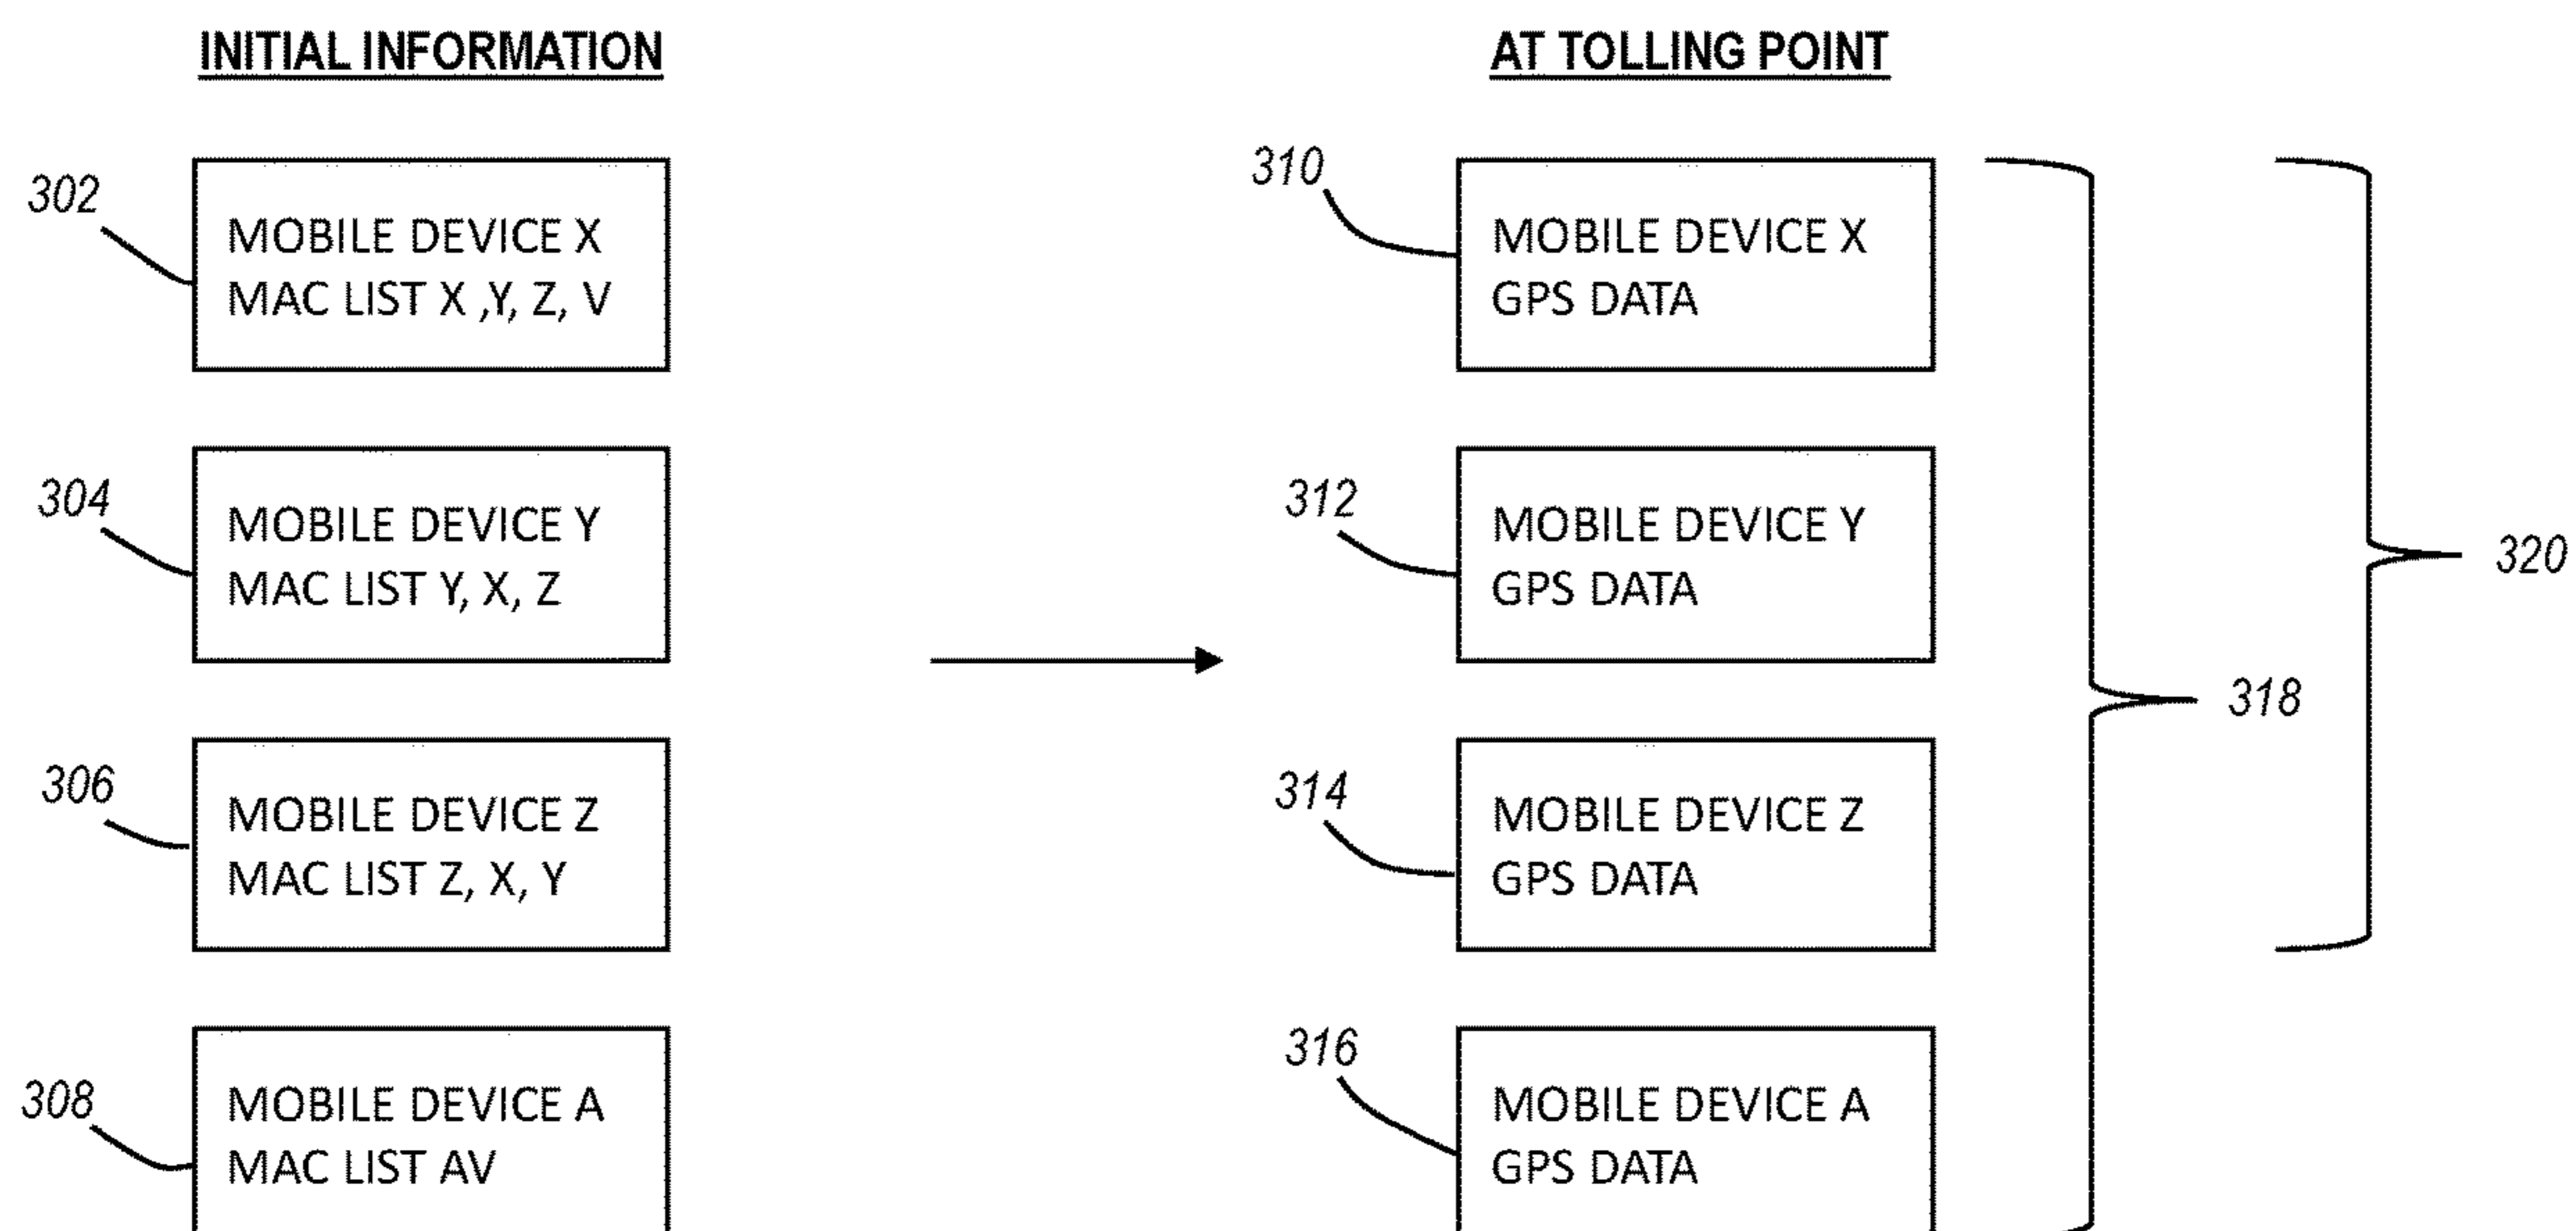 INITIAL INFORMATION
AT TOLLING POINT
302
MOBILE DEVICE X
MAC LIST X ,Y, Z, V
310
MOBILE DEVICE X
GPS DATA
304
MOBILE DEVICE Y
MAC LIST Y, X, Z
312
MOBILE DEVICE Y
GPS DATA
320
318
306
MOBILE DEVICE Z
MAC LIST Z, X, Y
314
MOBILE DEVICE Z
GPS DATA
308
MOBILE DEVICE A
MAC LIST AV
316
MOBILE DEVICE A
GPS DATA